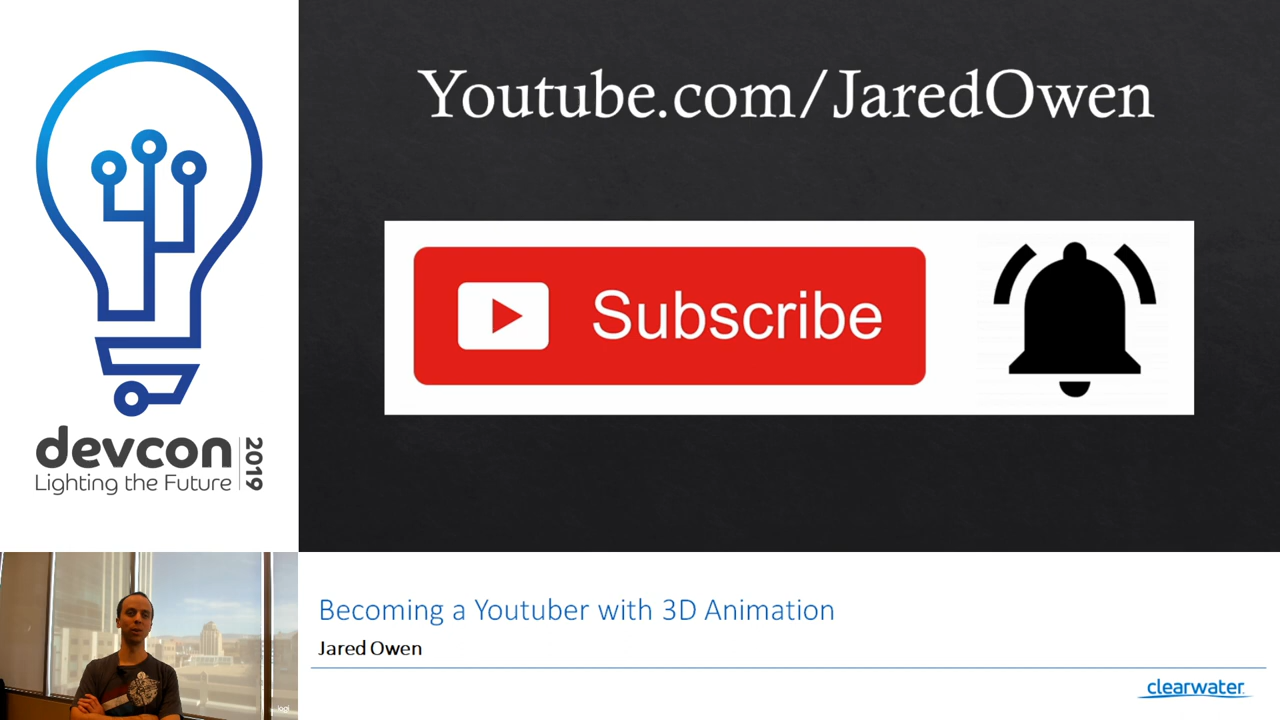 Youtube.com/JaredOwen
Subscribe
devcon 2019
Lighting the Future
Becoming a Youtuber with 3D Animation
Jared Owen
clearwater